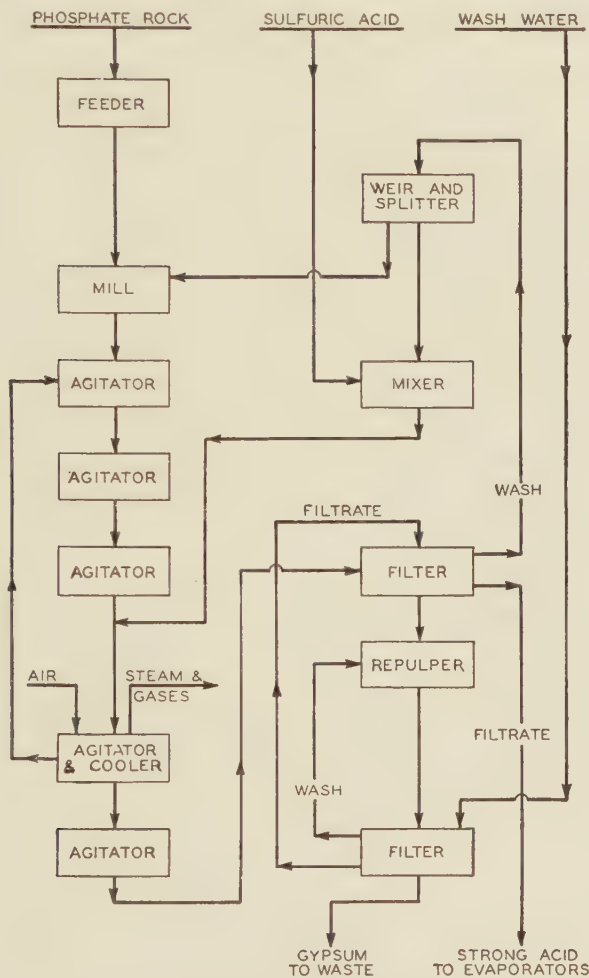 PHOSPHATE ROCK
SULFURIC ACID
WASH WATER
FEEDER
WEIR AND
SPLITTER
MILL
AGITATOR
MIXER
AGITATOR
WASH
FILTRATE
AGITATOR
FILTER
REPULPER
AIR
STEAM &
GASES
FILTRATE
AGITATOR
& COOLER
WASH
AGITATOR
FILTER
GYPSUM
TO WASTE
STRONG ACID
TO EVAPORATORS